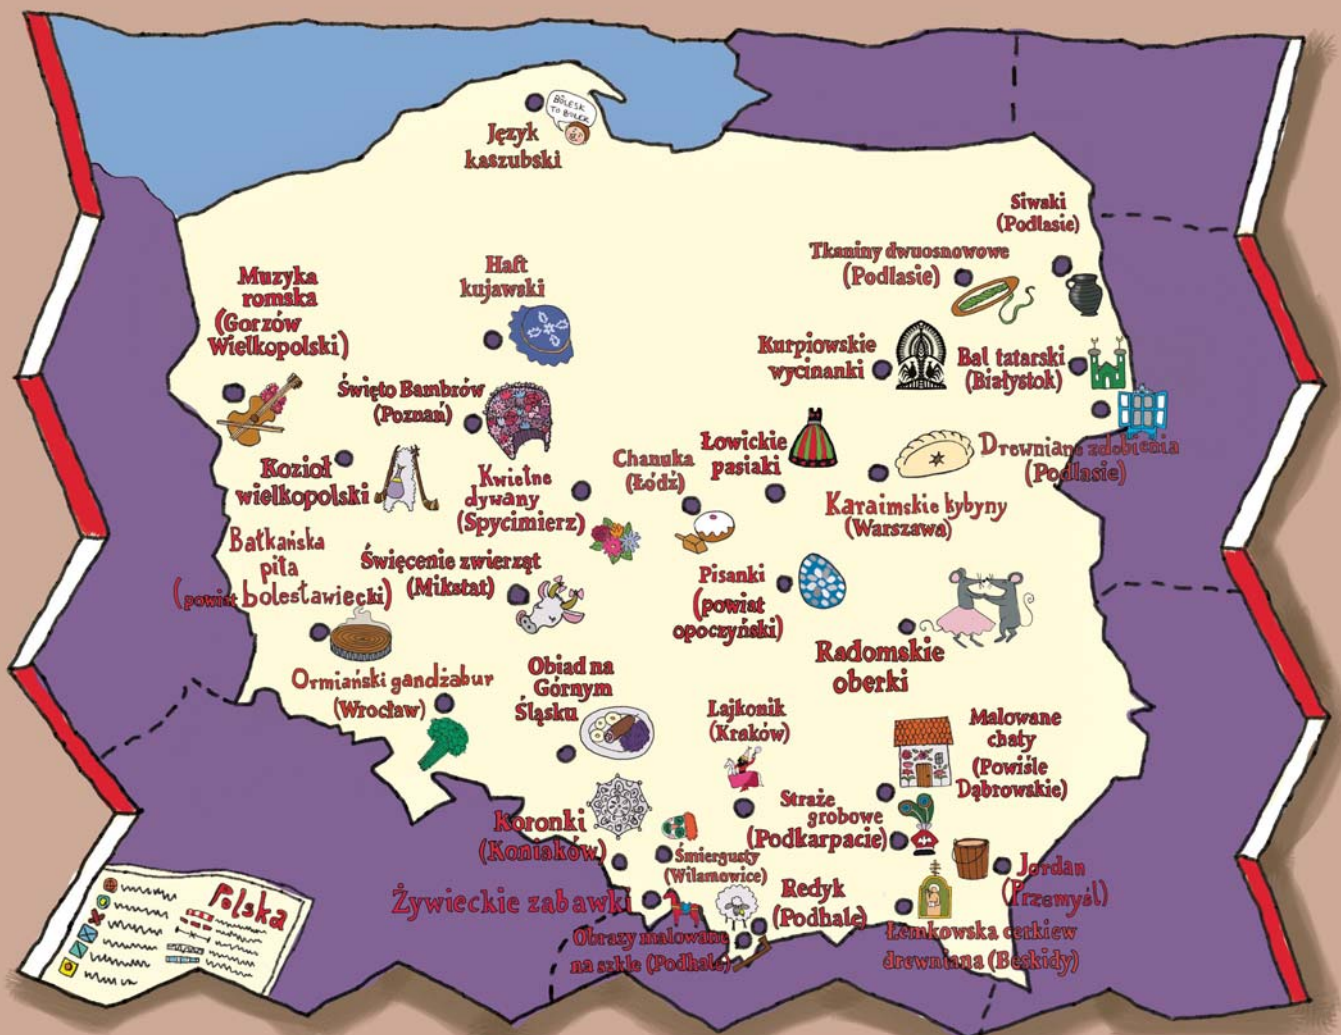 BÔLESK
TO BOLEK
Język
kaszubski
Siwaki
(Podlasie)
Tkaniny dwuosnowowe
(Podlasie)
Muzyka
romska
(Gorzów
Wielkopolski)
Haft
kujawski
Kurpiowskie
wycinanki
Bal tatarski
(Białystok)
Święto Bambrów
(Poznań)
Drewniane zdobienia
(Podlasie)
Kozioł
wielkopolski
Kwietne
dywany
(Spycimierz)
Chanuka
(Łódź)
Łowickie
pasiaki
Karaimskie kybyny
(Warszawa)
Bałkańska
pita
(powiat bolesławiecki)
Święcenie zwierząt
(Mikstat)
Pisanki
(powiat
opoczyński)
Radomskie
oberki
Ormiański gandżabur
(Wrocław)
Obiad na
Górnym
Śląsku
Lajkonik
(Kraków)
Malowane
chaty
(Powiśle
Dąbrowskie)
Koronki
(Koniaków)
Straże
grobowe
(Podkarpacie)
Śmiergusty
(Wilamowice)
Jordan
(Przemyśl)
Żywieckie zabawki
Redyk
(Podhale)
Obrazy malowane
na szkle (Podhale)
Łemkowska cerkiew
drewniana (Beskidy)
Polska